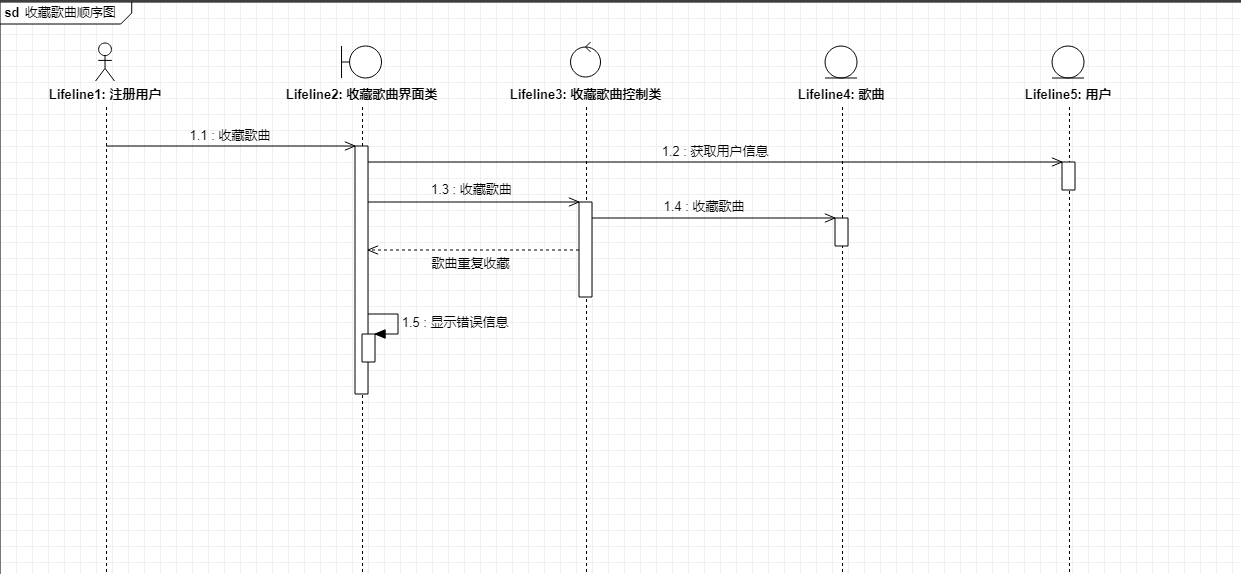 sd 收藏歌曲顺序图
Lifeline1: 注册用户
Lifeline2: 收藏歌曲界面类
Lifeline3: 收藏歌曲控制类
Lifeline4: 歌曲
Lifeline5: 用户
1.1 : 收藏歌曲
1.2 : 获取用户信息
1.3 : 收藏歌曲
1.4 : 收藏歌曲
歌曲重复收藏
1.5 : 显示错误信息